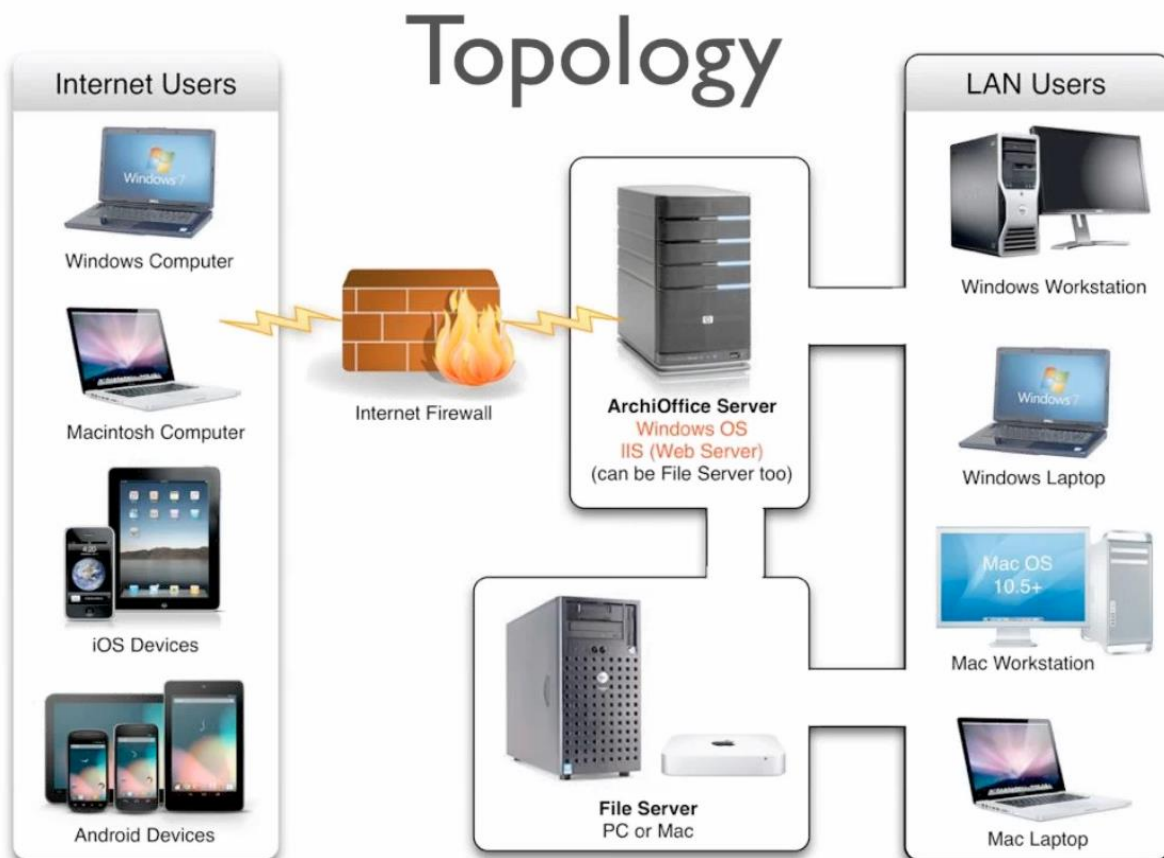 Topology
Internet Users
Windows 7
Windows Computer
Macintosh Computer
iOS Devices
Android Devices
Internet Firewall
ArchiOffice Server
Windows OS
IIS (Web Server)
(can be File Server too)
File Server
PC or Mac
LAN Users
Windows Workstation
Windows 7
Windows Laptop
Mac OS
10.5+
Mac Workstation
Mac Laptop